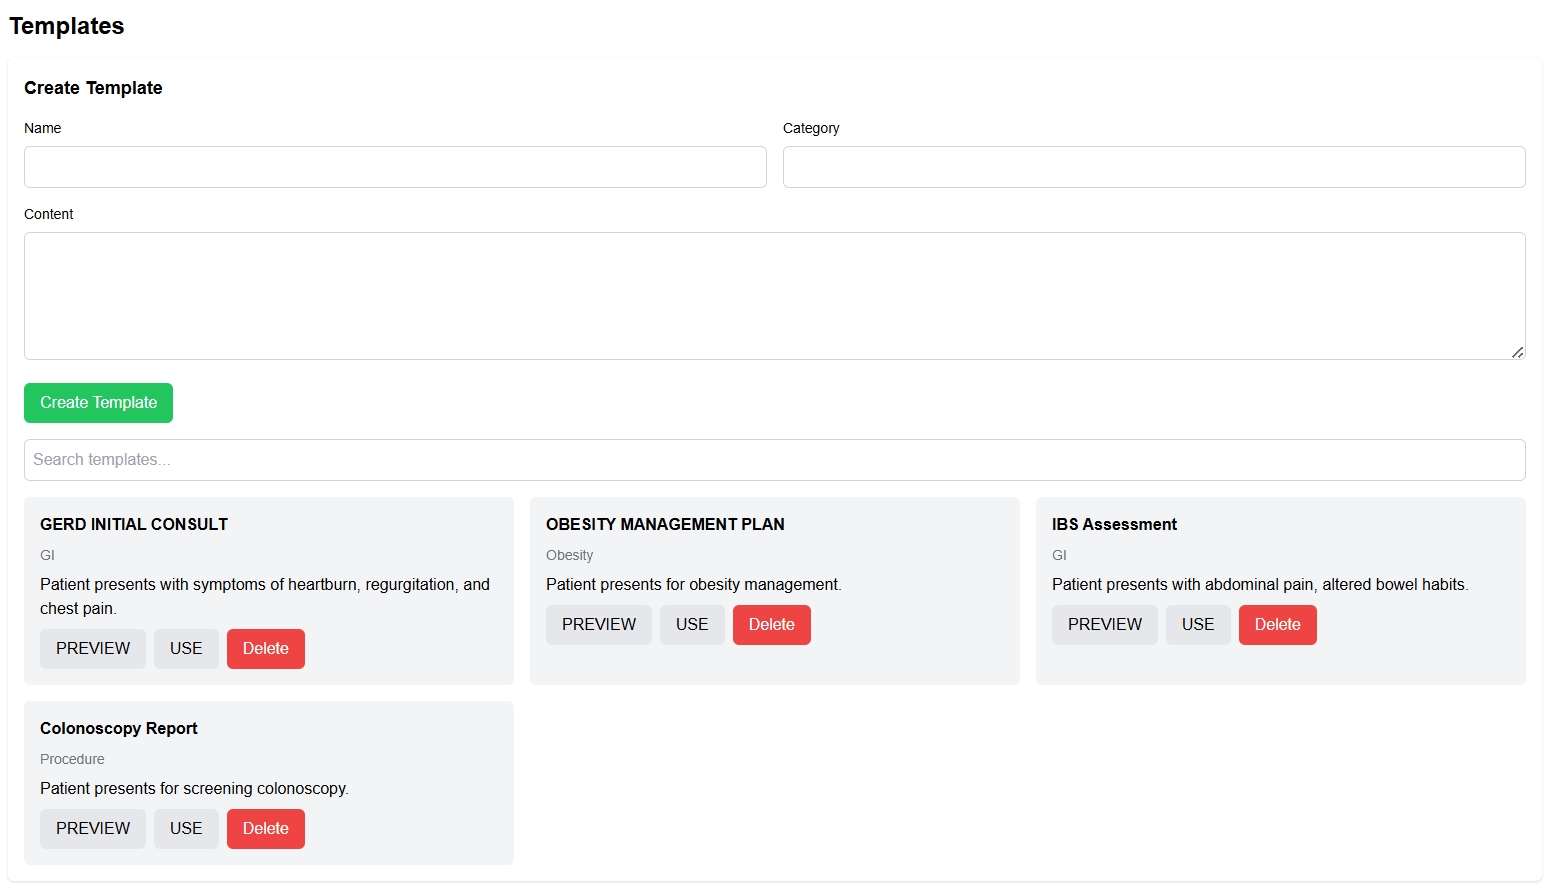 Templates
Create Template
Name
Category
Content
Create Template
Search templates...
GERD INITIAL CONSULT
GI
Patient presents with symptoms of heartburn, regurgitation, and
chest pain.
PREVIEW USE Delete
OBESITY MANAGEMENT PLAN
Obesity
Patient presents for obesity management.
PREVIEW USE Delete
IBS Assessment
GI
Patient presents with abdominal pain, altered bowel habits.
PREVIEW USE Delete
Colonoscopy Report
Procedure
Patient presents for screening colonoscopy.
PREVIEW USE Delete